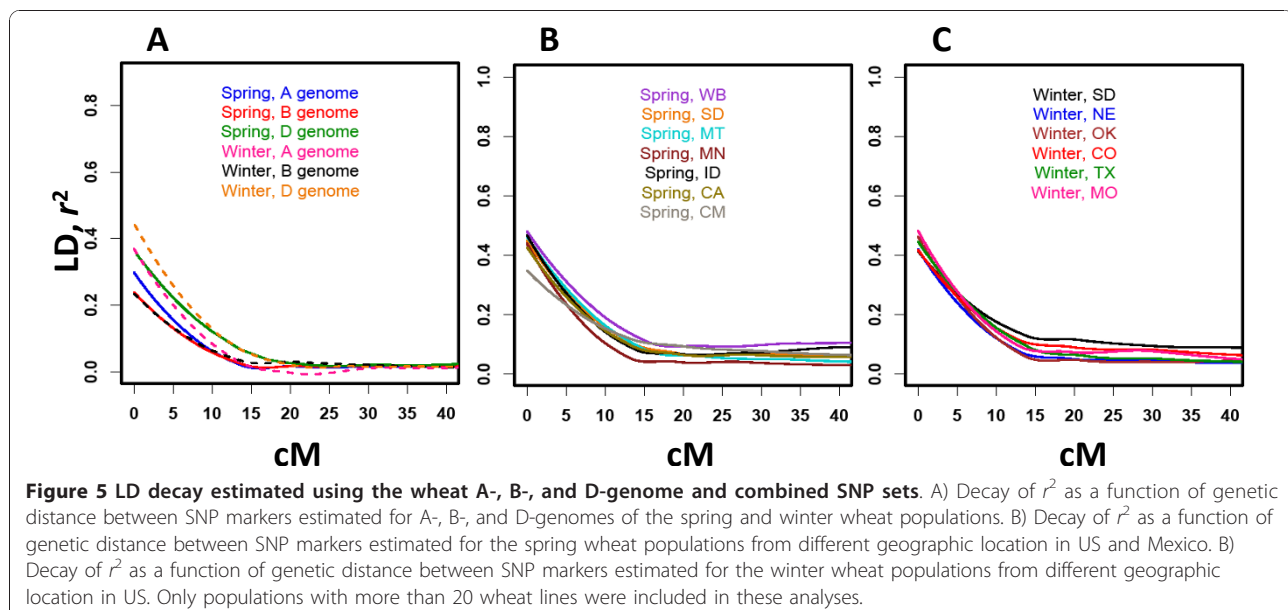 A
B
C
Spring, A genome
Spring, B genome
Spring, D genome
Winter, A genome
Winter, B genome
Winter, D genome
LD, r²
0.0 0.2 0.4 0.6 0.8
0 5 10 15 20 25 30 35 40
cM
Spring, WB
Spring, SD
Spring, MT
Spring, MN
Spring, ID
Spring, CA
Spring, CM
0.0 0.2 0.4 0.6 0.8 1.0
0 5 10 15 20 25 30 35 40
cM
Winter, SD
Winter, NE
Winter, OK
Winter, CO
Winter, TX
Winter, MO
0.0 0.2 0.4 0.6 0.8 1.0
0 5 10 15 20 25 30 35 40
cM
Figure 5 LD decay estimated using the wheat A-, B-, and D-genome and combined SNP sets. A) Decay of r² as a function of genetic
distance between SNP markers estimated for A-, B-, and D-genomes of the spring and winter wheat populations. B) Decay of r² as a function of
genetic distance between SNP markers estimated for the spring wheat populations from different geographic location in US and Mexico. B)
Decay of r² as a function of genetic distance between SNP markers estimated for the winter wheat populations from different geographic
location in US. Only populations with more than 20 wheat lines were included in these analyses.